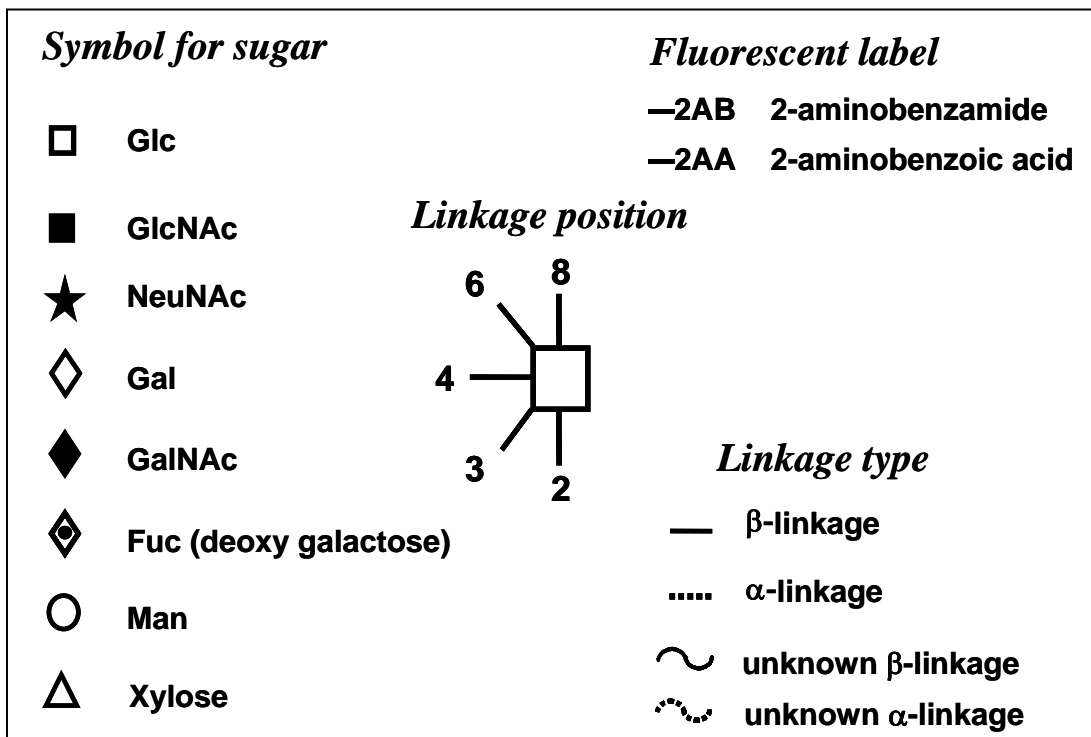 Symbol for sugar
Glc
GlcNAc
NeuNAc
Gal
GalNAc
Fuc (deoxy galactose)
Man
Xylose
Fluorescent label
—2AB 2-aminobenzamide
—2AA 2-aminobenzoic acid
Linkage position
8
6
4
3
2
Linkage type
β-linkage
α-linkage
unknown β-linkage
unknown α-linkage